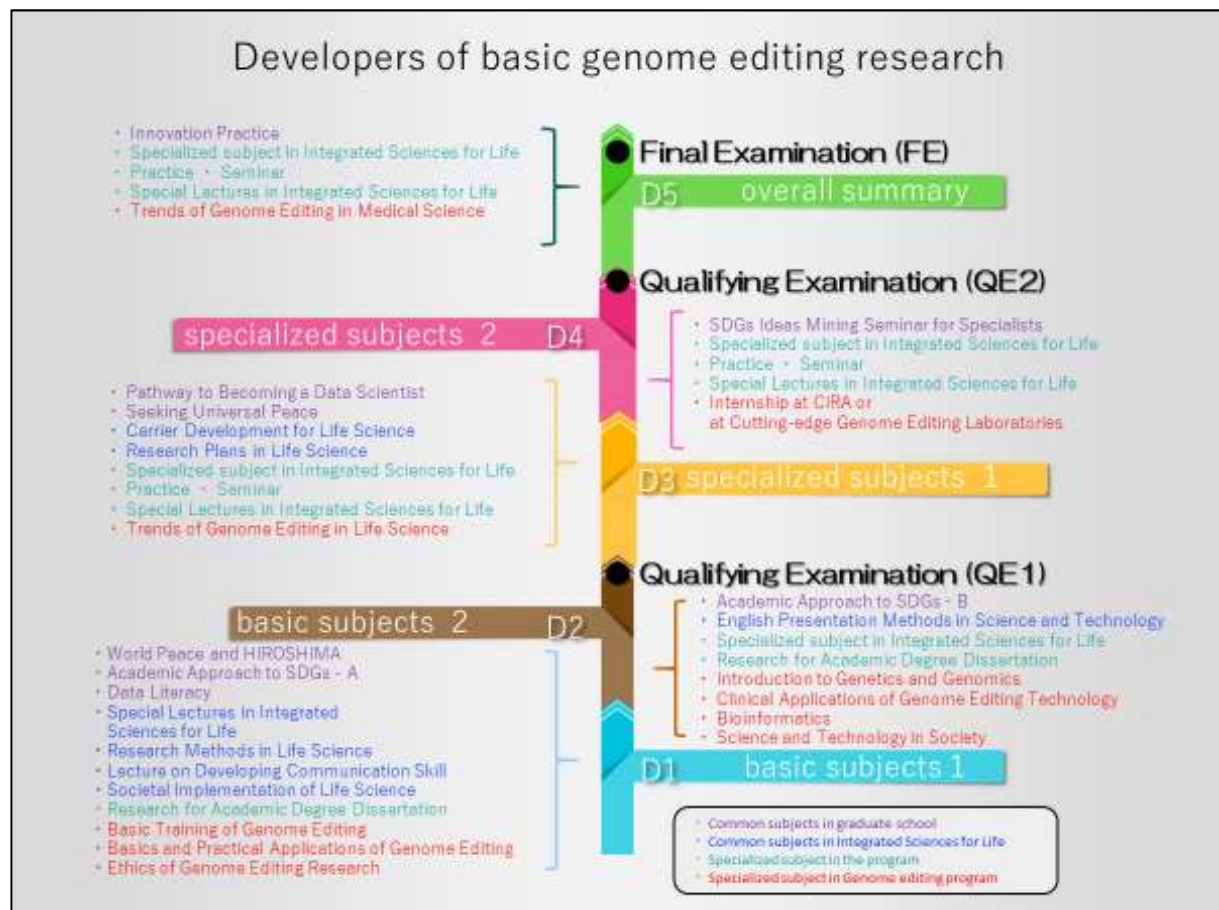 Developers of basic genome editing research
・ Innovation Practice
・ Specialized subject in Integrated Sciences for Life
・ Practice ・ Seminar
・ Special Lectures in Integrated Sciences for Life
・ Trends of Genome Editing in Medical Science
Final Examination (FE)
D5 overall summary
Qualifying Examination (QE2)
specialized subjects 2 D4
・ SDGs Ideas Mining Seminar for Specialists
・ Specialized subject in Integrated Sciences for Life
・ Practice ・ Seminar
・ Special Lectures in Integrated Sciences for Life
・ Internship at CiRA or
at Cutting-edge Genome Editing Laboratories
・ Pathway to Becoming a Data Scientist
・ Seeking Universal Peace
・ Carrier Development for Life Science
・ Research Plans in Life Science
・ Specialized subject in Integrated Sciences for Life
・ Practice ・ Seminar
・ Special Lectures in Integrated Sciences for Life
・ Trends of Genome Editing in Life Science
D3 specialized subjects 1
Qualifying Examination (QE1)
basic subjects 2 D2
・ Academic Approach to SDGs - B
・ English Presentation Methods in Science and Technology
・ Specialized subject in Integrated Sciences for Life
・ Research for Academic Degree Dissertation
・ Introduction to Genetics and Genomics
・ Clinical Applications of Genome Editing Technology
・ Bioinformatics
・ Science and Technology in Society
・ World Peace and HIROSHIMA
・ Academic Approach to SDGs - A
・ Data Literacy
・ Special Lectures in Integrated
Sciences for Life
・ Research Methods in Life Science
・ Lecture on Developing Communication Skill
・ Societal Implementation of Life Science
・ Research for Academic Degree Dissertation
・ Basic Training of Genome Editing
・ Basics and Practical Applications of Genome Editing
・ Ethics of Genome Editing Research
D1 basic subjects 1
・ Common subjects in graduate school
・ Common subjects in Integrated Sciences for Life
・ Specialized subject in the program
・ Specialized subject in Genome editing program